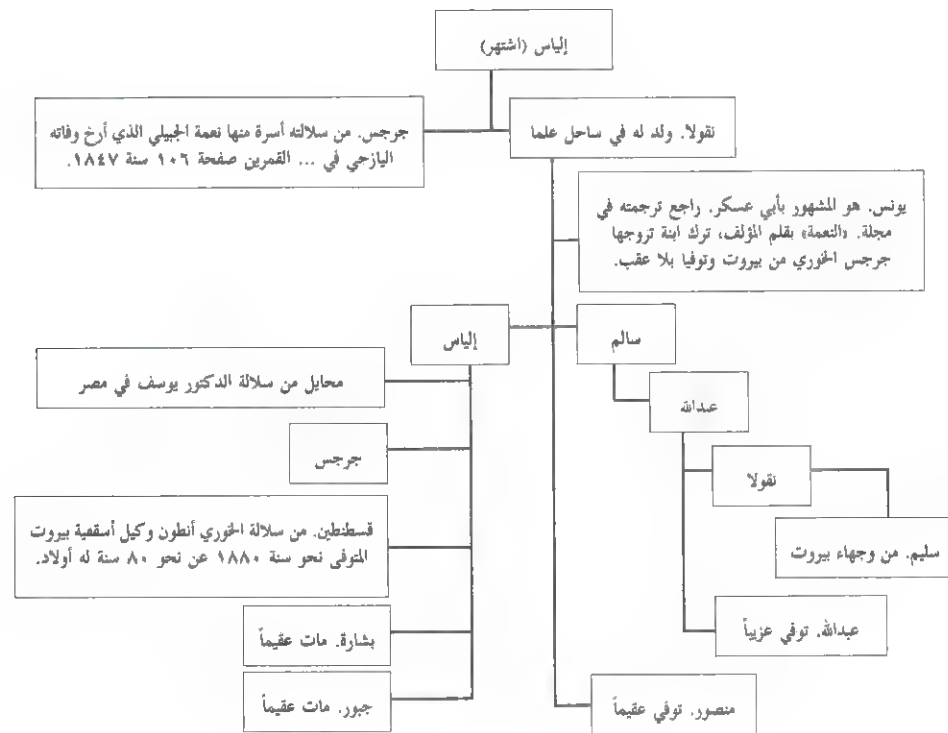 إلياس (اشتهر)
جرجس. من سلالته أسرة منها نعمة الجبيلي الذي أرخ وفاته
اليازجي في ... القمرين صفحة ١٠٦ سنة ١٨٤٧.
نقولا. ولد له في ساحل علما
يونس. هو المشهور بأبي عسكر. راجع ترجمته في
مجلة. «النعمة» بقلم المؤلف، ترك ابنة تزوجها
جرجس الخوري من بيروت وتوفيا بلا عقب.
سالم
إلياس
عبدالله
نقولا
سليم. من وجهاء بيروت
عبدالله. توفي عزيباً
محايل من سلالة الدكتور يوسف في مصر
جرجس
قسطنطين. من سلالة الخوري أنطون وكيل أسقفية بيروت
المتوفى نحو سنة ١٨٨٠ عن نحو ٨٠ سنة له أولاد.
بشارة. مات عقيماً
جبور. مات عقيماً
منصور. توفي عقيماً